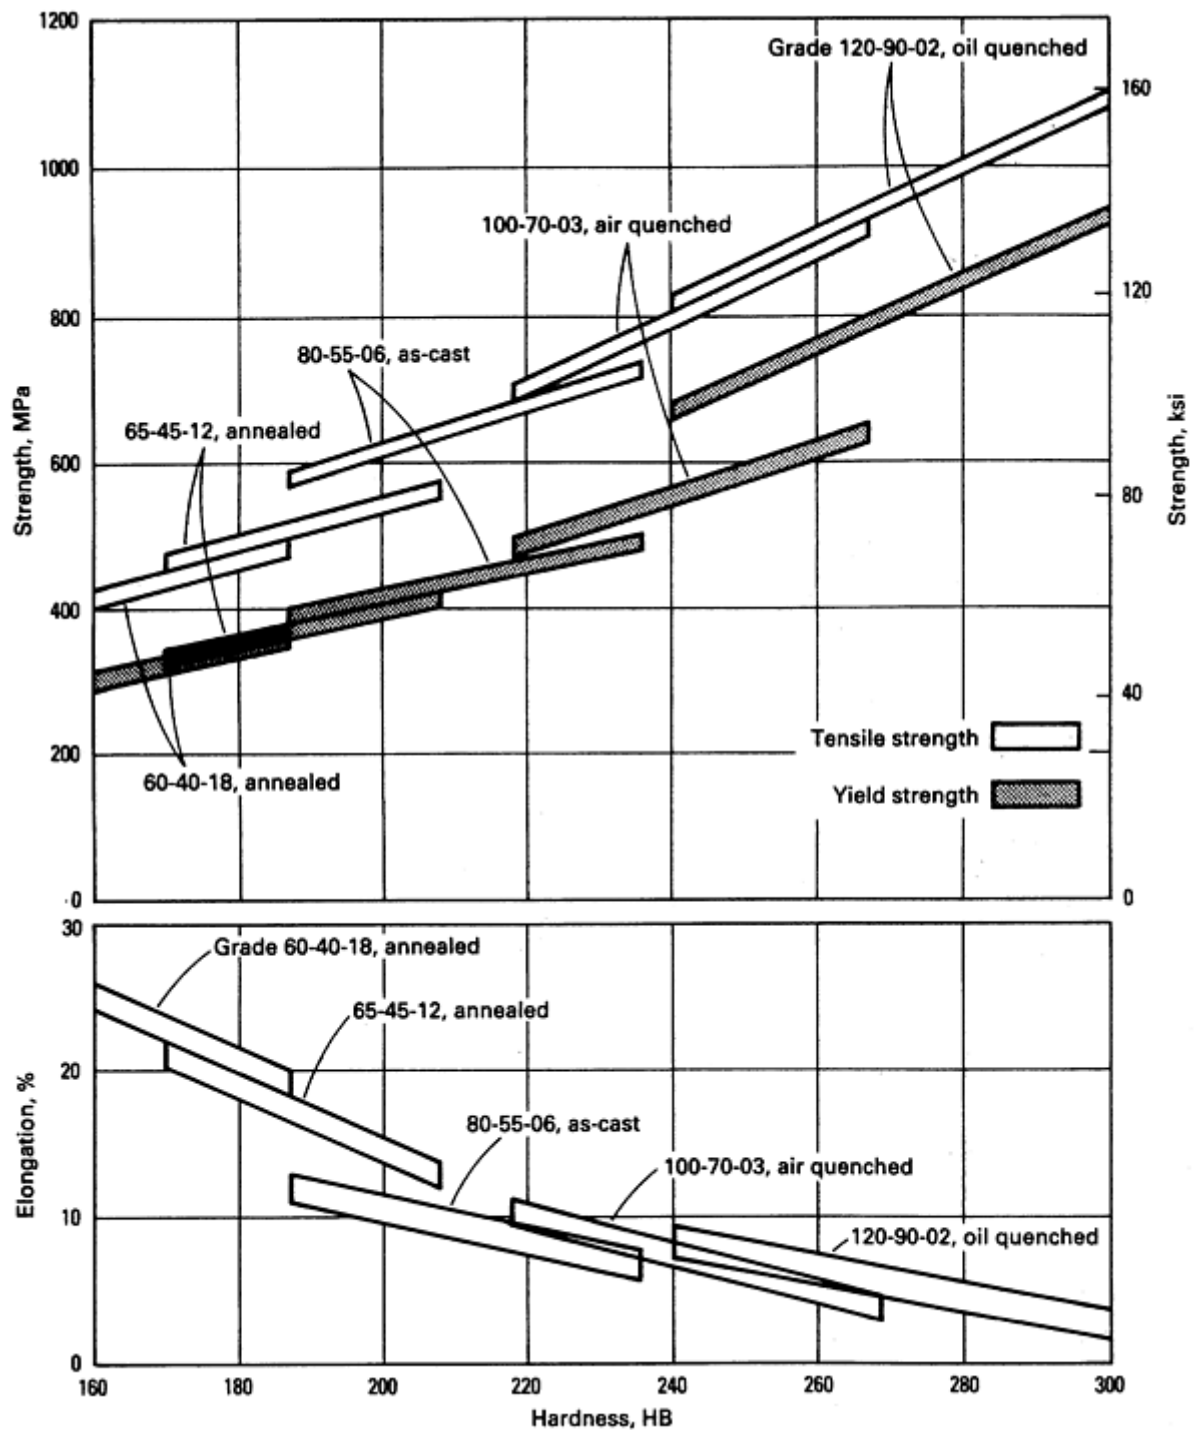 1200
Grade 120-90-02, oil quenched
160
1000
100-70-03, air quenched
120
800
80-55-06, as-cast
Strength, MPa
Strength, ksi
65-45-12, annealed
600
80
400
40
Tensile strength
200
60-40-18, annealed
Yield strength
0
0
30
Grade 60-40-18, annealed
65-45-12, annealed
20
Elongation, %
80-55-06, as-cast
100-70-03, air quenched
10
120-90-02, oil quenched
0
160 180 200 220 240 260 280 300
Hardness, HB